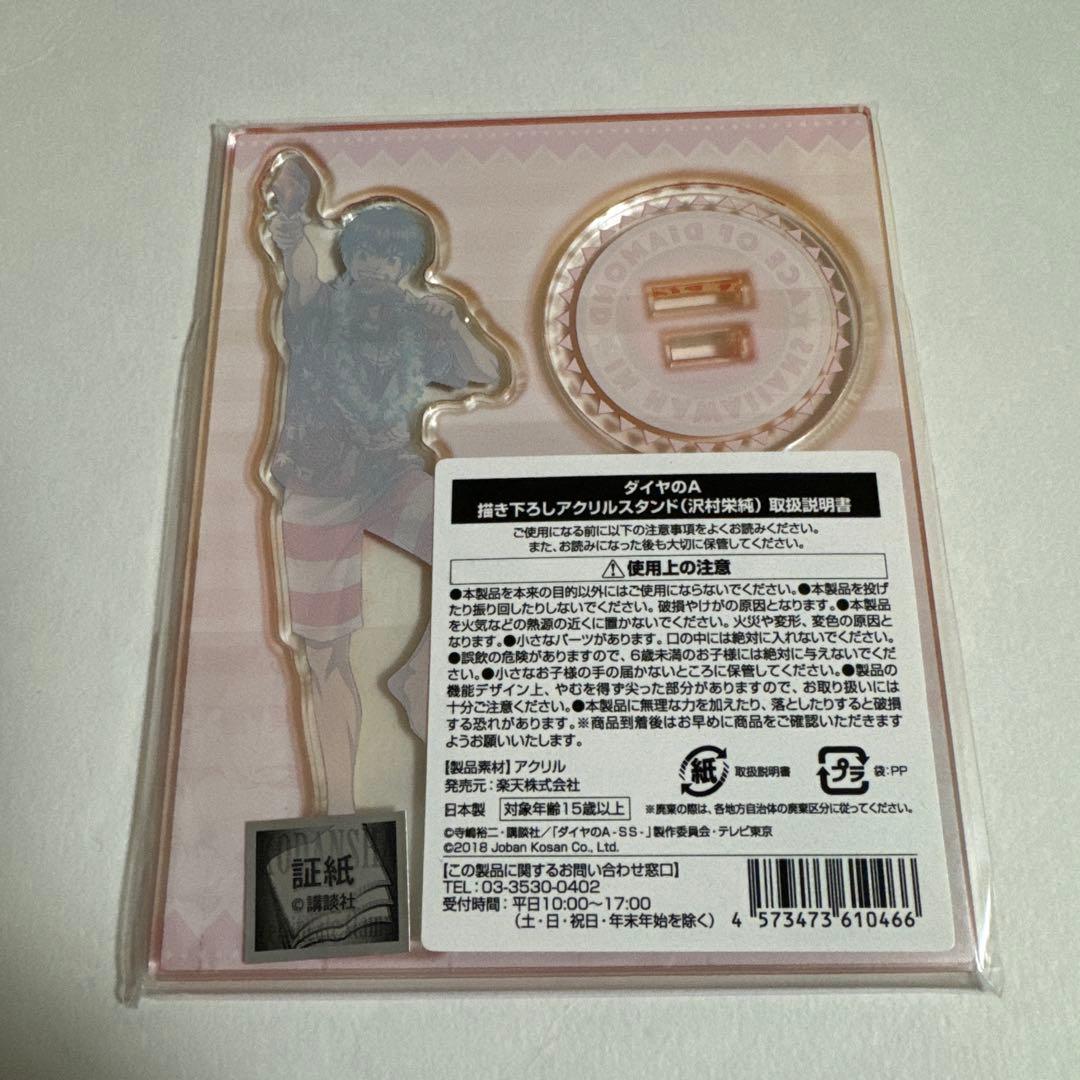 ACE OF DIAMOND
ダイヤのA
描き下ろしアクリルスタンド(沢村栄純) 取扱説明書
ご使用になる前に以下の注意事項をよくお読みください。
また、お読みになった後も大切に保管してください。
⚠使用上の注意
●本製品を本来の目的以外にはご使用にならないでください。●本製品を投げ
たり振り回したりしないでください。破損やけがの原因となります。●本製品
を火気などの熱源の近くに置かないでください。火災や変形、変色の原因と
なります。●小さなパーツがあります。口の中には絶対に入れないでください。
●誤飲の危険がありますので、6歳未満のお子様には絶対に与えないでくだ
さい。●小さなお子様の手の届かないところに保管してください。●製品の
機能デザイン上、やむを得ず尖った部分がありますので、お取り扱いには
十分ご注意ください。●本製品に無理な力を加えたり、落としたりすると破損
する恐れがあります。※商品到着後はお早めに商品をご確認いただきます
ようお願いいたします。
【製品素材】アクリル
発売元:楽天株式会社
紙 取扱説明書
プラ 袋:PP
日本製 対象年齢15歳以上 ※廃棄の際は、各地方自治体の廃棄区分に従ってください。
©寺嶋裕二・講談社/「ダイヤのA-SS-」製作委員会・テレビ東京
©2018 Joban Kosan Co., Ltd.
【この製品に関するお問い合わせ窓口】
TEL:03-3530-0402
受付時間:平日10:00〜17:00
(土・日・祝日・年末年始を除く)
4 573473 610466
証紙
©講談社